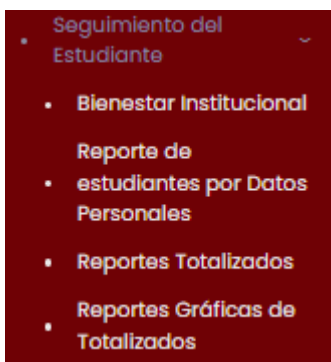 Seguimiento del
Estudiante
Bienestar Institucional
Reporte de
estudiantes por Datos
Personales
Reportes Totalizados
Reportes Gráficas de
Totalizados